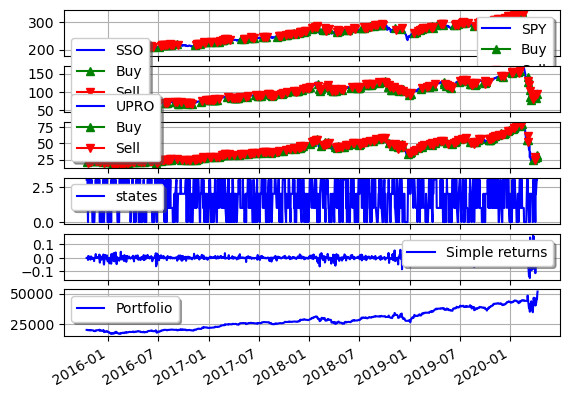 300
200
SPY
Buy
SSO
Buy
Sell
150
100
50
UPRO
Buy
Sell
75
50
25
2.5
0.0
states
0.1
0.0
−0.1
Simple returns
50000
25000
Portfolio
2016-01
2016-07
2017-01
2017-07
2018-01
2018-07
2019-01
2019-07
2020-01